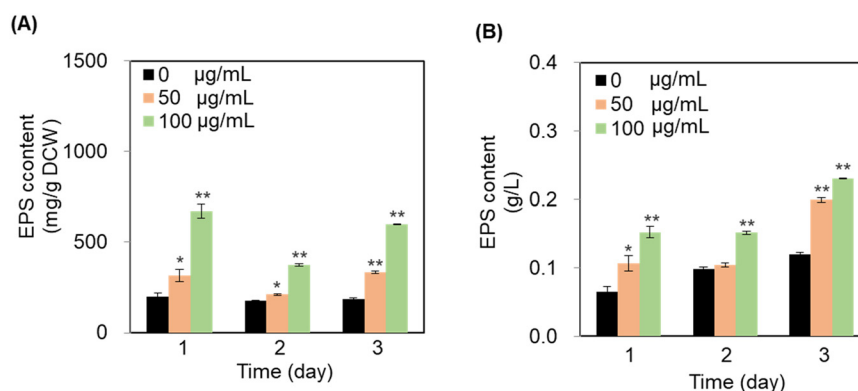 (A)
EPS ccontent
(mg/g DCW)
1500
1000
500
0
0 µg/mL
50 µg/mL
100 µg/mL
* ** * ** ** **
1 2 3
Time (day)
(B)
EPS content
(g/L)
0.4
0.3
0.2
0.1
0.0
0 µg/mL
50 µg/mL
100 µg/mL
* ** ** ** **
1 2 3
Time (day)